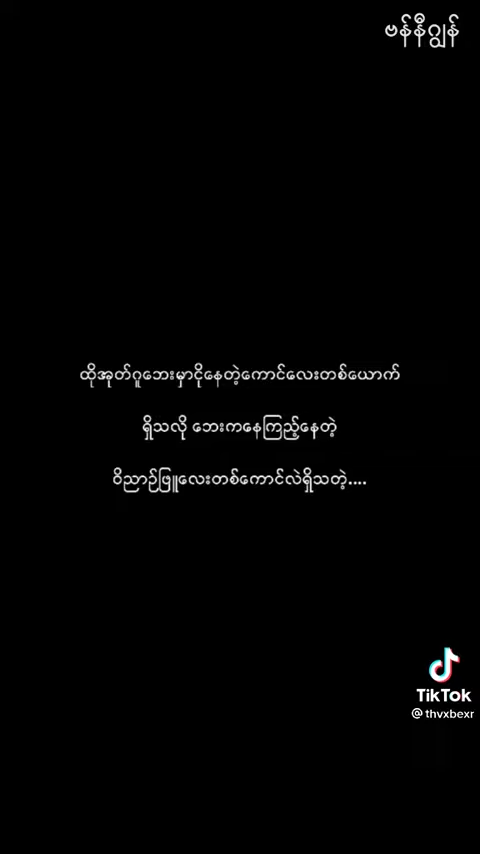 ဗန်နီဂျွန်
ထိုအုတ်ဂူဘေးမှာငိုနေတဲ့ကောင်လေးတစ်ယောက်
ရှိသလို ဘေးကနေကြည့်နေတဲ့
ဝိညာဉ်ဖြူလေးတစ်ကောင်လဲရှိသတဲ့....
TikTok
@thvxbexr